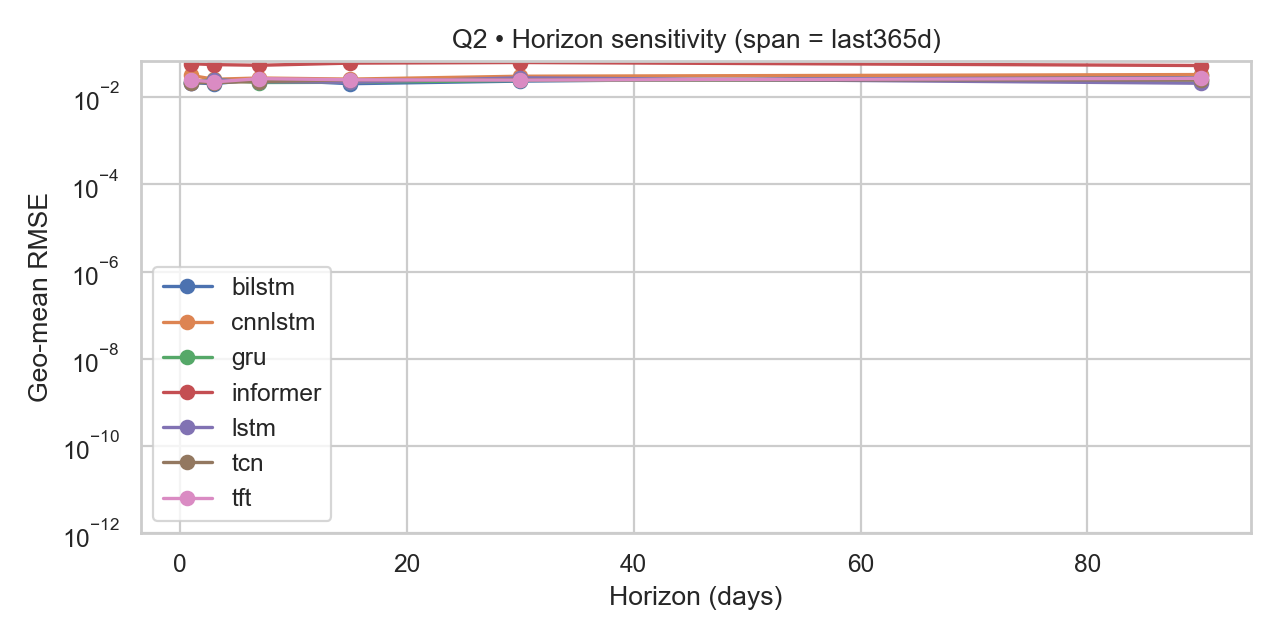 Q2 • Horizon sensitivity (span = last365d)
Geo-mean RMSE
10⁻²
10⁻⁴
10⁻⁶
10⁻⁸
10⁻¹⁰
10⁻¹²
bilstm
cnnlstm
gru
informer
lstm
tcn
tft
0 20 40 60 80
Horizon (days)